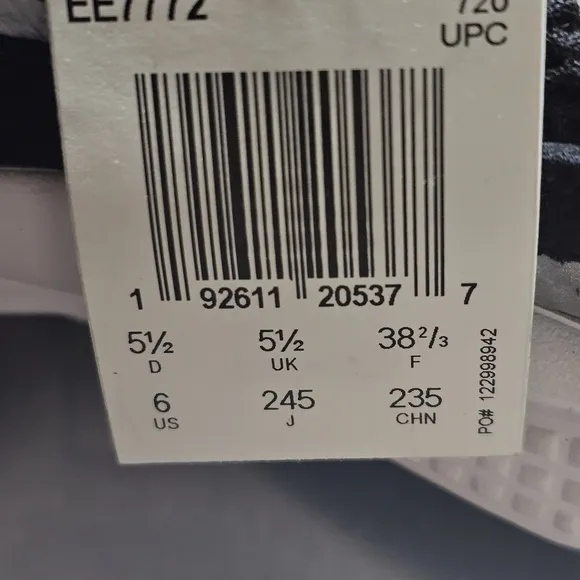 EE7772
720
UPC
1 92611 20537 7
5½ 5½ 38⅔
D UK F
6 245 235
US J CHN
PO# 122998942